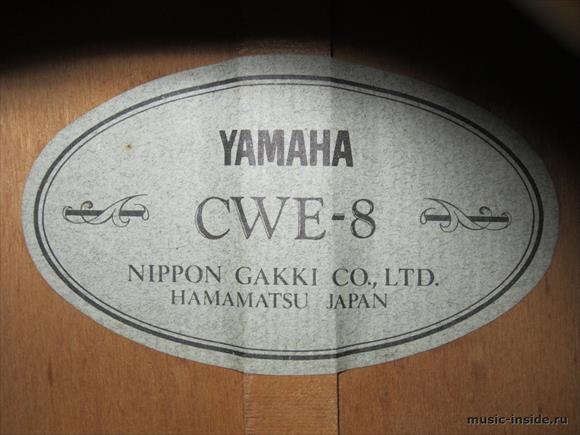 YAMAHA
CWE-8
NIPPON GAKKI CO., LTD.
HAMAMATSU JAPAN
music-inside.ru